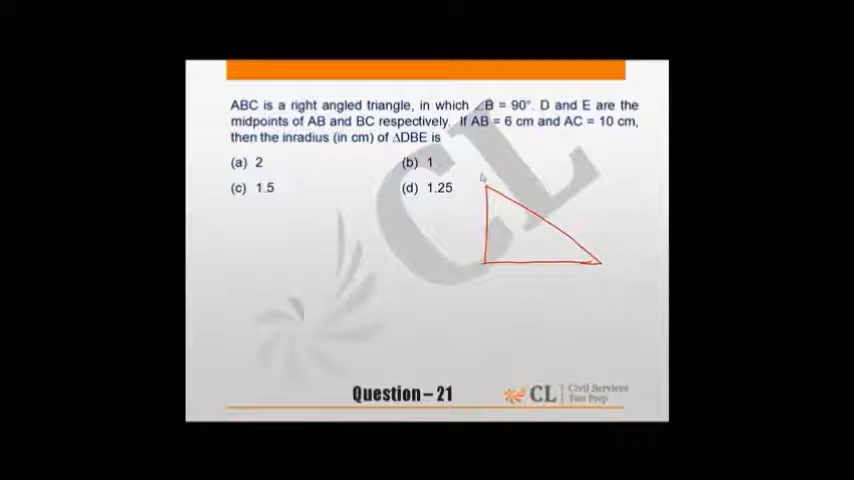 ABC is a right angled triangle, in which ∠B = 90°. D and E are the
midpoints of AB and BC respectively. If AB = 6 cm and AC = 10 cm,
then the inradius (in cm) of ΔDBE is
(a) 2 (b) 1
(c) 1.5 (d) 1.25
CL
Question – 21
CL Civil Services
Test Prep